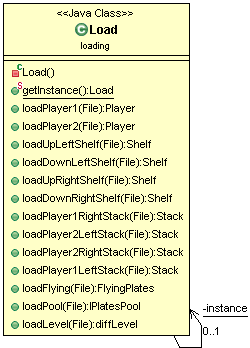 <<Java Class>>
Load
loading
Load()
getInstance():Load
loadPlayer1(File):Player
loadPlayer2(File):Player
loadUpLeftShelf(File):Shelf
loadDownLeftShelf(File):Shelf
loadUpRightShelf(File):Shelf
loadDownRightShelf(File):Shelf
loadPlayer1RightStack(File):Stack
loadPlayer2LeftStack(File):Stack
loadPlayer2RightStack(File):Stack
loadPlayer1LeftStack(File):Stack
loadFlying(File):FlyingPlates
loadPool(File):IPlatesPool
loadLevel(File):diffLevel
-instance
0..1